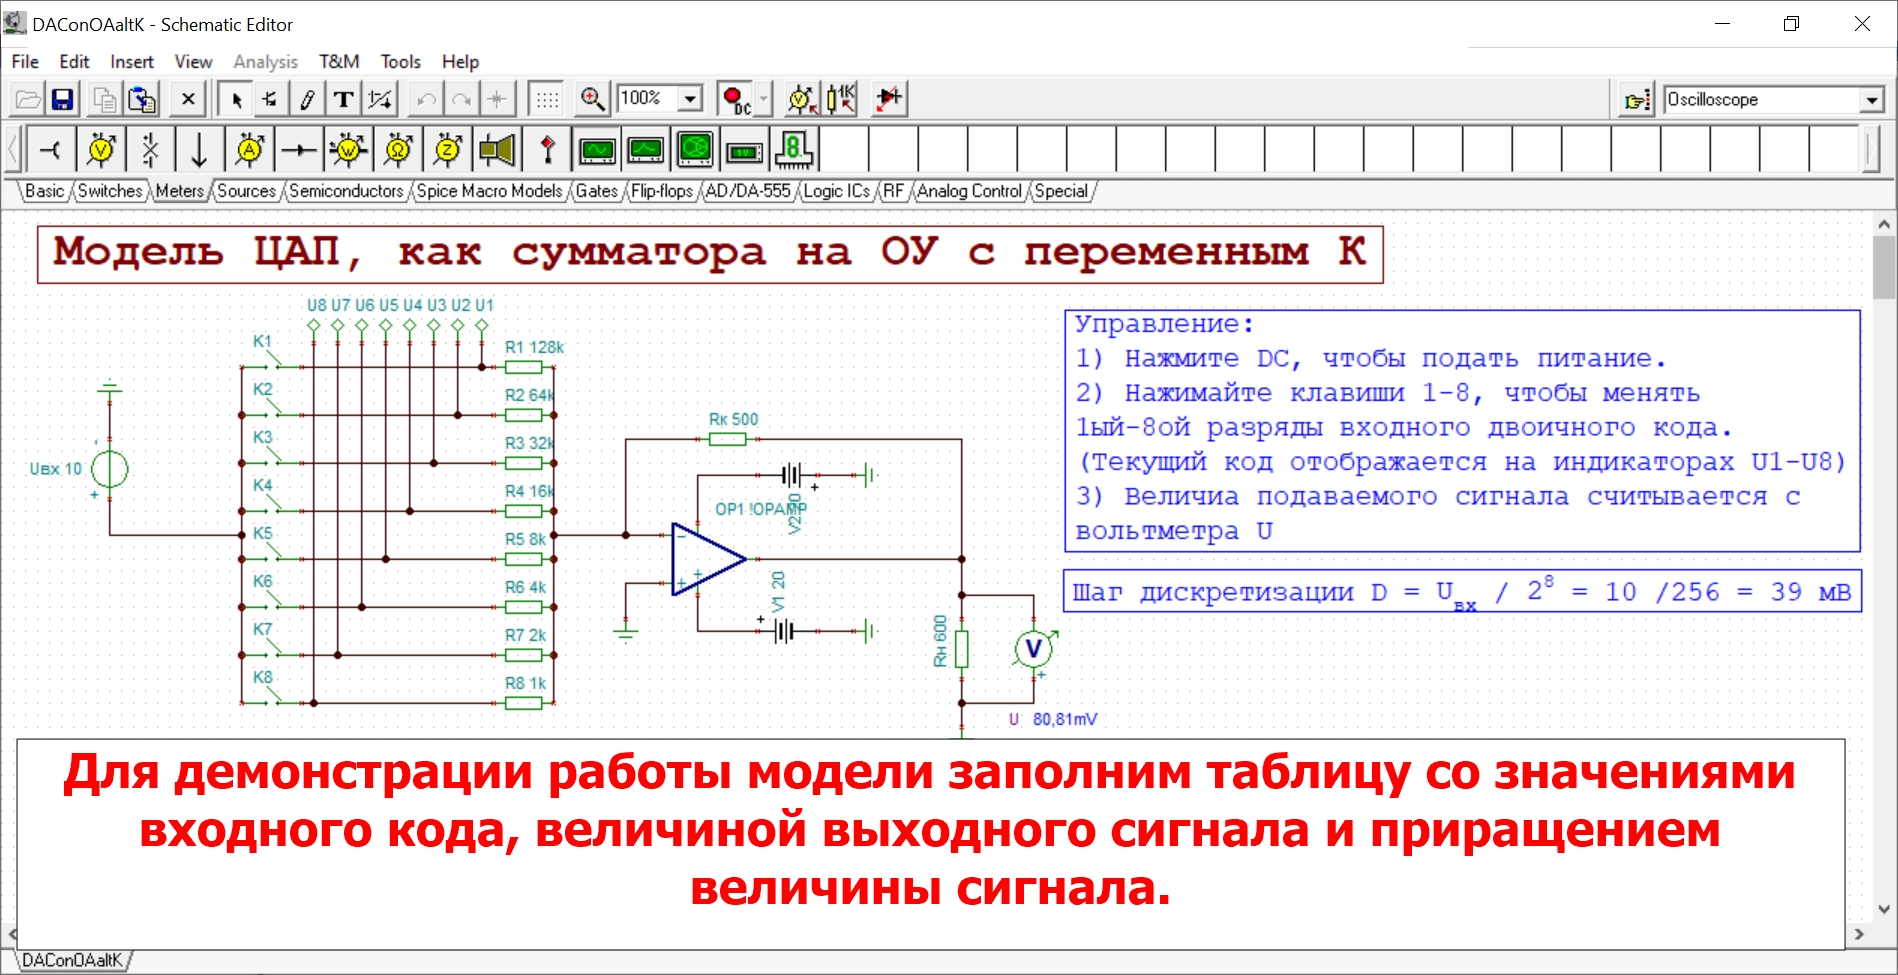 DAConOAaltK - Schematic Editor
File Edit Insert View Analysis T&M Tools Help
100% DC 1K Oscilloscope
Basic Switches Meters Sources Semiconductors Spice Macro Models Gates Flip-flops AD/DA-555 Logic ICs RF Analog Control Special
Модель ЦАП, как сумматора на ОУ с переменным К
U8 U7 U6 U5 U4 U3 U2 U1
K1
R1 128k
K2
R2 64k
K3
R3 32k
K4
R4 16k
K5
R5 8k
K6
R6 4k
K7
R7 2k
K8
R8 1k
Uвх 10
Rк 500
OP1 !OPAMP
V2 20
V1 20
Rн 600
V
U 80,81mV
Управление:
1) Нажмите DC, чтобы подать питание.
2) Нажимайте клавиши 1-8, чтобы менять
1ый-8ой разряды входного двоичного кода.
(Текущий код отображается на индикаторах U1-U8)
3) Величиа подаваемого сигнала считывается с
вольтметра U
Шаг дискретизации D = Uвх / 2⁸ = 10 /256 = 39 мВ
Для демонстрации работы модели заполним таблицу со значениями
входного кода, величиной выходного сигнала и приращением
величины сигнала.
DAConOAaltK